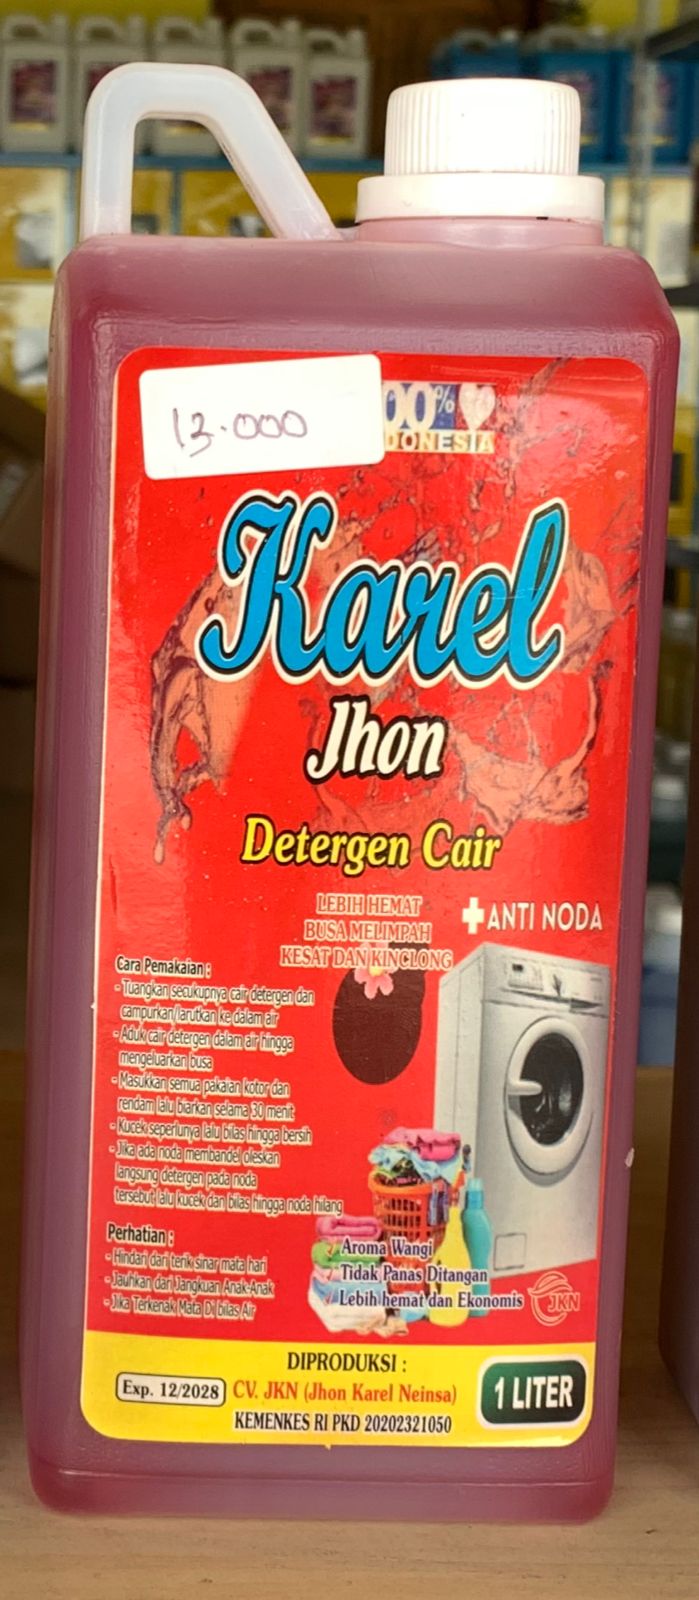 13.000
00%
DONESIA
Karel
Jhon
Detergen Cair
LEBIH HEMAT
BUSA MELIMPAH
KESAT DAN KINCLONG
ANTI NODA
Cara Pemakaian :
- Tuangkan secukupnya cair detergen dan
campurkan/larutkan ke dalam air
- Aduk cair detergen dalam air hingga
mengeluarkan busa
- Masukkan semua pakaian kotor dan
rendam lalu biarkan selama 30 menit
- Kucek seperlunya lalu bilas hingga bersih
- Jika ada noda membandel oleskan
langsung detergen pada noda
tersebut lalu kucek dan bilas hingga noda hilang
Perhatian :
- Hindari dari terik sinar mata hari
- Jauhkan dari Jangkuan Anak-Anak
- Jika Terkenak Mata Di bilas Air
√ Aroma Wangi
√ Tidak Panas Ditangan
√ Lebih hemat dan Ekonomis
JKN
DIPRODUKSI :
Exp. 12/2028
CV. JKN (Jhon Karel Neinsa)
KEMENKES RI PKD 20202321050
1 LITER